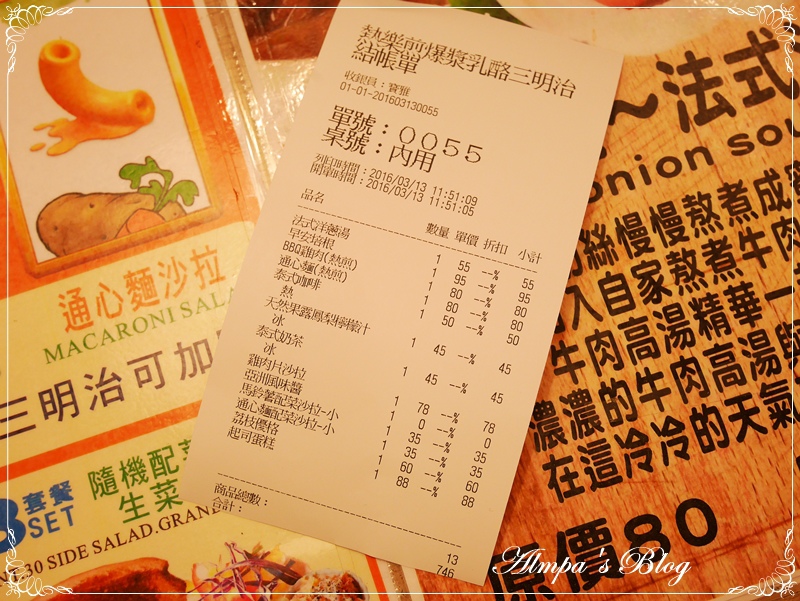 熱樂前爆漿乳酪三明治
結帳單
收銀員：寶雅
01-01-201603130055
單號：0055
桌號：內用
列印時間：2016/03/13 11:51:09
開單時間：2016/03/13 11:51:05
品名 數量 單價 折扣 小計
法式洋蔥湯 1 55 --% 55
早安培根 1 95 --% 95
BBQ雞肉(熱煎) 1 80 --% 80
通心麵(熱煎) 1 80 --% 80
泰式咖啡 1 50 --% 50
熱
天然果露鳳梨檸檬汁 1 45 --% 45
冰
泰式奶茶 1 45 --% 45
冰
雞肉片沙拉 1 78 --% 78
亞洲風味醬 1 0 --% 0
馬鈴薯配菜沙拉-小 1 35 --% 35
通心麵配菜沙拉-小 1 35 --% 35
荔枝優格 1 60 --% 60
起司蛋糕 1 88 --% 88
商品總數： 13
合計： 746
通心麵沙拉
MACARONI SALA
三明治可加
套餐
SET
隨機配
生菜
30 SIDE SALAD.GRAN
~法式
onion sou
絲慢慢熬煮成
入自家熬煮牛肉
牛肉高湯精華一
濃濃的牛肉高湯與
在這冷冷的天氣
原價80
Almpa's Blog